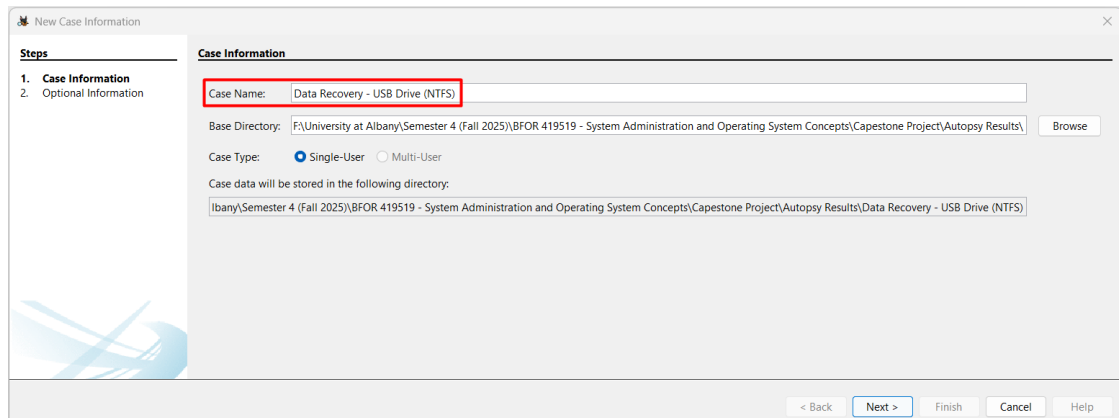 New Case Information
Steps
1. Case Information
2. Optional Information
Case Information
Case Name: Data Recovery - USB Drive (NTFS)
Base Directory: F:\University at Albany\Semester 4 (Fall 2025)\BFOR 419519 - System Administration and Operating System Concepts\Capestone Project\Autopsy Results\ Browse
Case Type: Single-User Multi-User
Case data will be stored in the following directory:
lbany\Semester 4 (Fall 2025)\BFOR 419519 - System Administration and Operating System Concepts\Capestone Project\Autopsy Results\Data Recovery - USB Drive (NTFS)
< Back Next > Finish Cancel Help